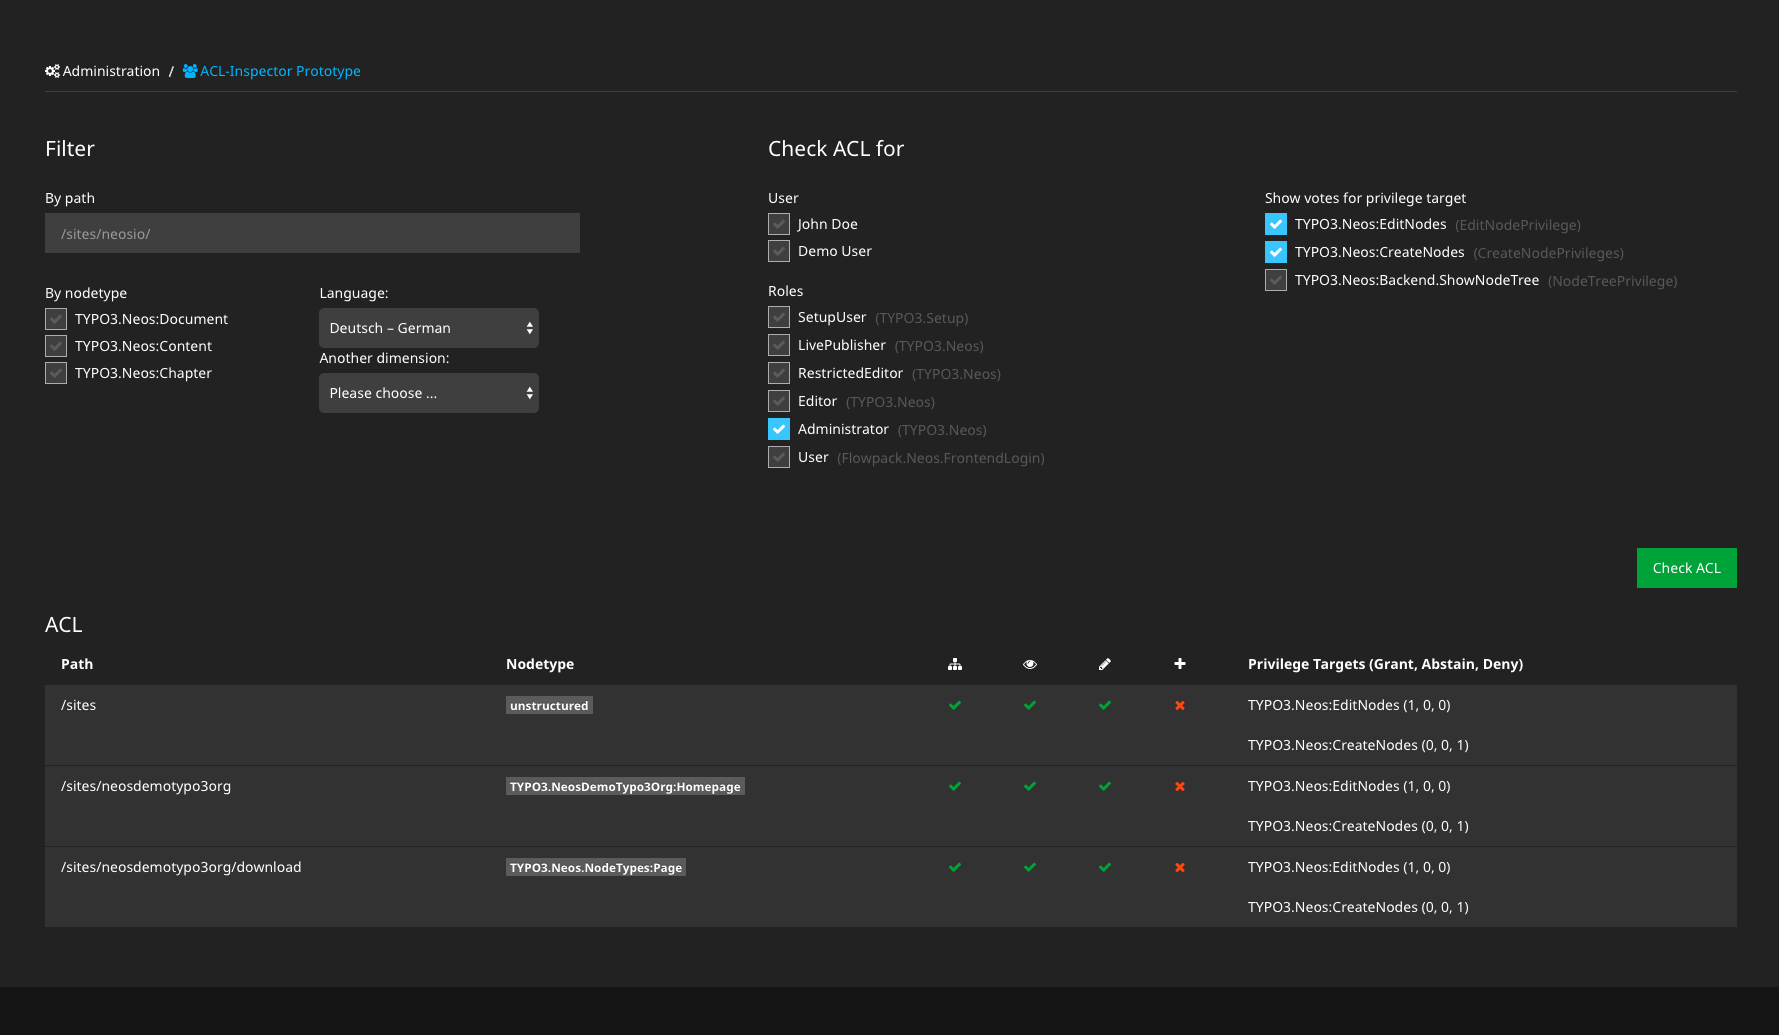 Administration / ACL-Inspector Prototype
Filter
By path
/sites/neosio/
By nodetype
TYPO3.Neos:Document
TYPO3.Neos:Content
TYPO3.Neos:Chapter
Language:
Deutsch – German
Another dimension:
Please choose ...
Check ACL for
User
John Doe
Demo User
Roles
SetupUser (TYPO3.Setup)
LivePublisher (TYPO3.Neos)
RestrictedEditor (TYPO3.Neos)
Editor (TYPO3.Neos)
Administrator (TYPO3.Neos)
User (Flowpack.Neos.FrontendLogin)
Show votes for privilege target
TYPO3.Neos:EditNodes (EditNodePrivilege)
TYPO3.Neos:CreateNodes (CreateNodePrivileges)
TYPO3.Neos:Backend.ShowNodeTree (NodeTreePrivilege)
Check ACL
ACL
Path Nodetype Privilege Targets (Grant, Abstain, Deny)
/sites unstructured TYPO3.Neos:EditNodes (1, 0, 0)
TYPO3.Neos:CreateNodes (0, 0, 1)
/sites/neosdemotypo3org TYPO3.NeosDemoTypo3Org:Homepage TYPO3.Neos:EditNodes (1, 0, 0)
TYPO3.Neos:CreateNodes (0, 0, 1)
/sites/neosdemotypo3org/download TYPO3.Neos.NodeTypes:Page TYPO3.Neos:EditNodes (1, 0, 0)
TYPO3.Neos:CreateNodes (0, 0, 1)